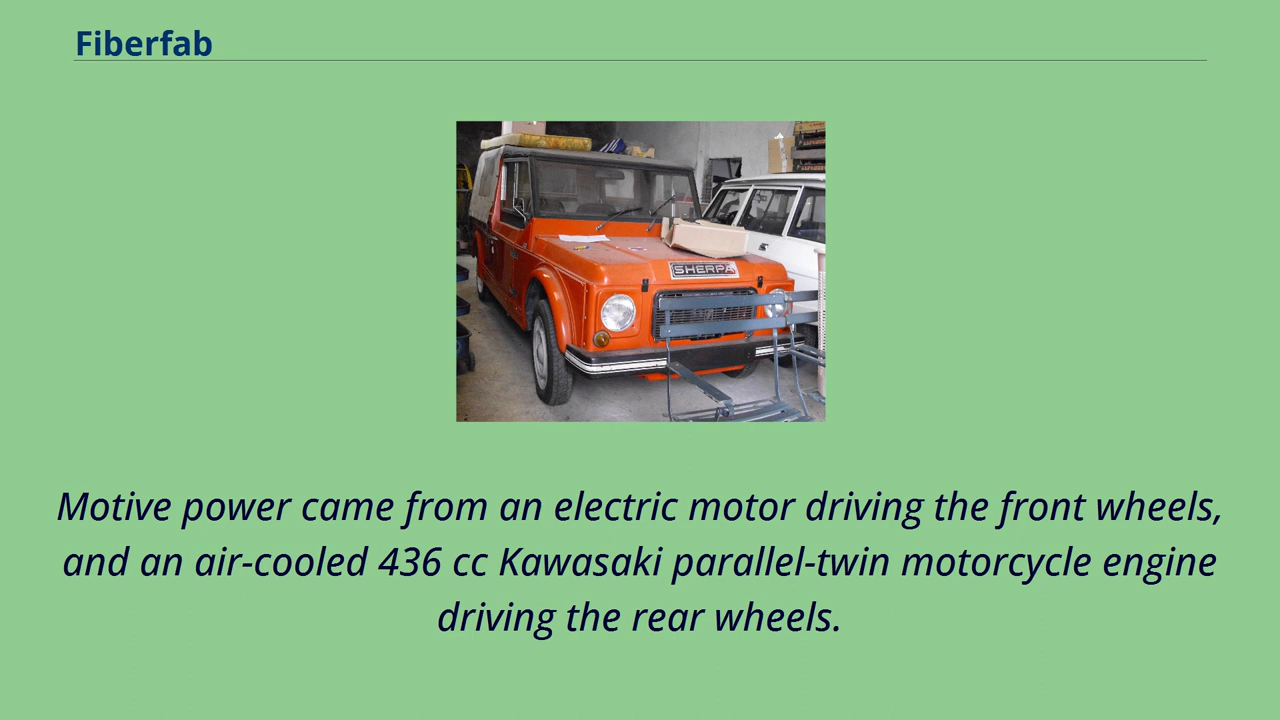 Fiberfab
SHERPA
Motive power came from an electric motor driving the front wheels,
and an air-cooled 436 cc Kawasaki parallel-twin motorcycle engine
driving the rear wheels.